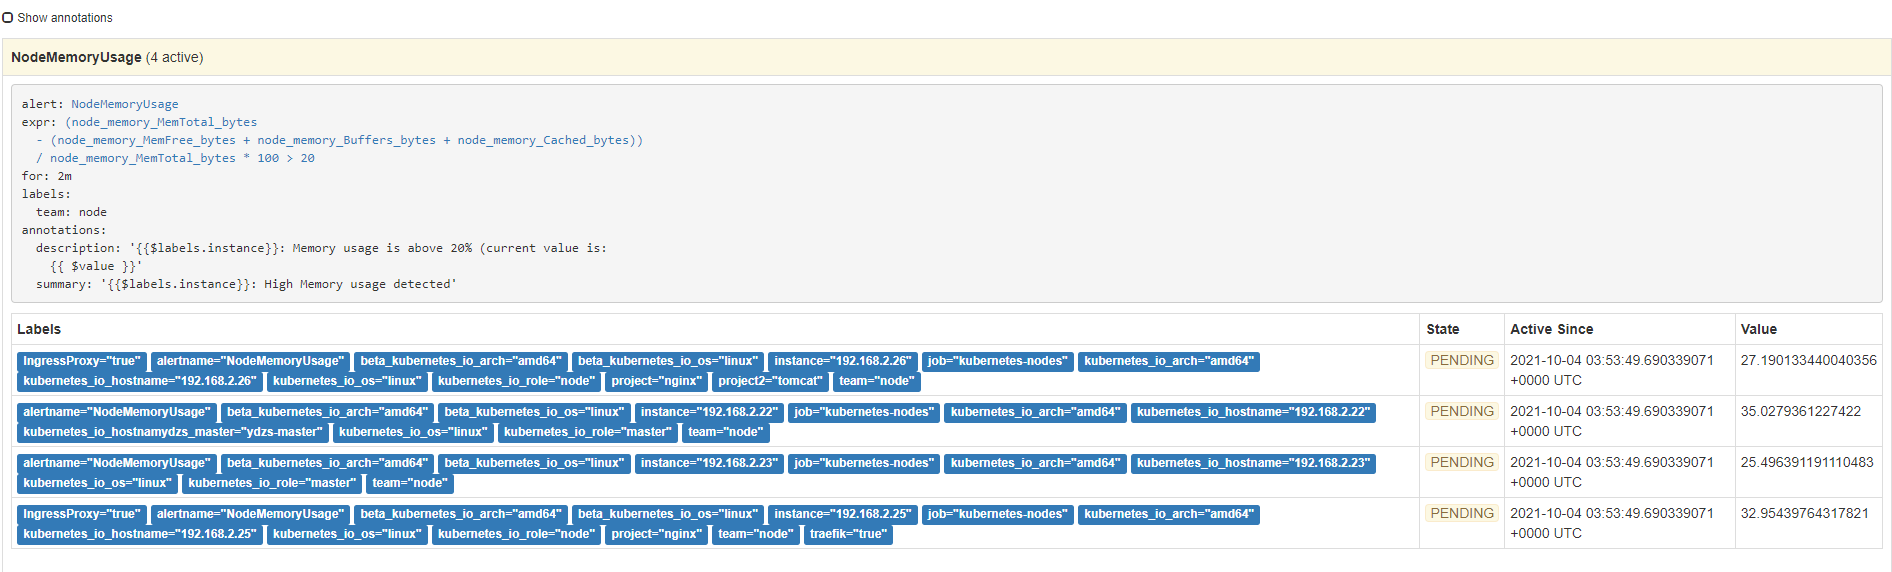 Show annotations
NodeMemoryUsage (4 active)
alert: NodeMemoryUsage
expr: (node_memory_MemTotal_bytes
- (node_memory_MemFree_bytes + node_memory_Buffers_bytes + node_memory_Cached_bytes))
/ node_memory_MemTotal_bytes * 100 > 20
for: 2m
labels:
team: node
annotations:
description: '{{$labels.instance}}: Memory usage is above 20% (current value is:
{{ $value }}'
summary: '{{$labels.instance}}: High Memory usage detected'
Labels State Active Since Value
IngressProxy="true" alertname="NodeMemoryUsage" beta_kubernetes_io_arch="amd64" beta_kubernetes_io_os="linux" instance="192.168.2.26" job="kubernetes-nodes" kubernetes_io_arch="amd64" PENDING 2021-10-04 03:53:49.690339071 27.190133440040356
kubernetes_io_hostname="192.168.2.26" kubernetes_io_os="linux" kubernetes_io_role="node" project="nginx" project2="tomcat" team="node" +0000 UTC
alertname="NodeMemoryUsage" beta_kubernetes_io_arch="amd64" beta_kubernetes_io_os="linux" instance="192.168.2.22" job="kubernetes-nodes" kubernetes_io_arch="amd64" kubernetes_io_hostname="192.168.2.22" PENDING 2021-10-04 03:53:49.690339071 35.0279361227422
kubernetes_io_hostnamydzs_master="ydzs-master" kubernetes_io_os="linux" kubernetes_io_role="master" team="node" +0000 UTC
alertname="NodeMemoryUsage" beta_kubernetes_io_arch="amd64" beta_kubernetes_io_os="linux" instance="192.168.2.23" job="kubernetes-nodes" kubernetes_io_arch="amd64" kubernetes_io_hostname="192.168.2.23" PENDING 2021-10-04 03:53:49.690339071 25.496391191110483
kubernetes_io_os="linux" kubernetes_io_role="master" team="node" +0000 UTC
IngressProxy="true" alertname="NodeMemoryUsage" beta_kubernetes_io_arch="amd64" beta_kubernetes_io_os="linux" instance="192.168.2.25" job="kubernetes-nodes" kubernetes_io_arch="amd64" PENDING 2021-10-04 03:53:49.690339071 32.95439764317821
kubernetes_io_hostname="192.168.2.25" kubernetes_io_os="linux" kubernetes_io_role="node" project="nginx" team="node" traefik="true" +0000 UTC